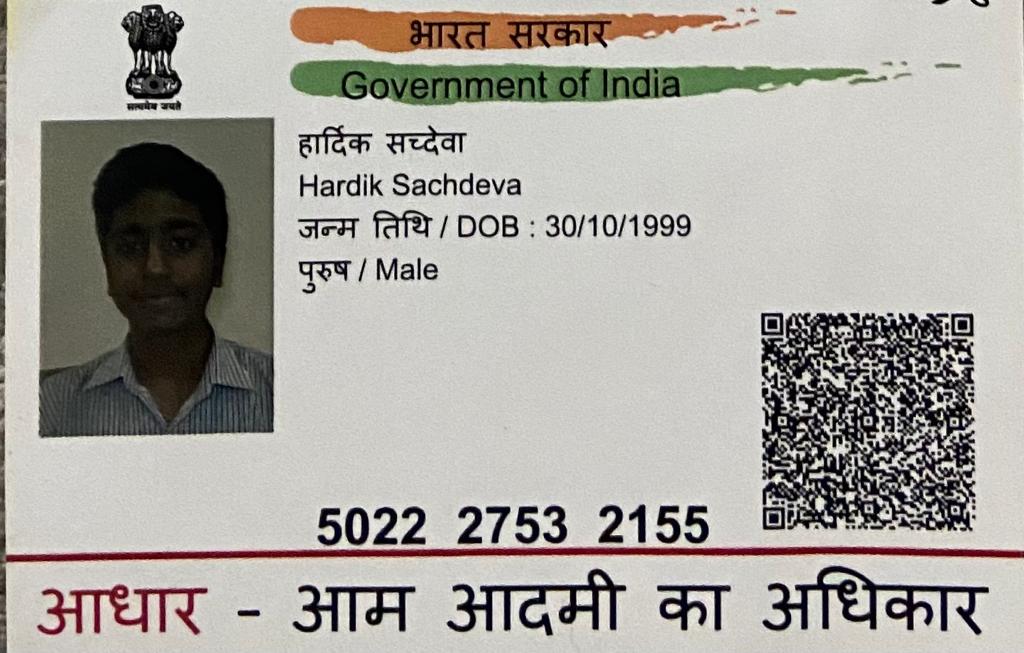 भारत सरकार
Government of India
सत्यमेव जयते
हार्दिक सच्देवा
Hardik Sachdeva
जन्म तिथि / DOB : 30/10/1999
पुरुष / Male
5022 2753 2155
आधार - आम आदमी का अधिकार